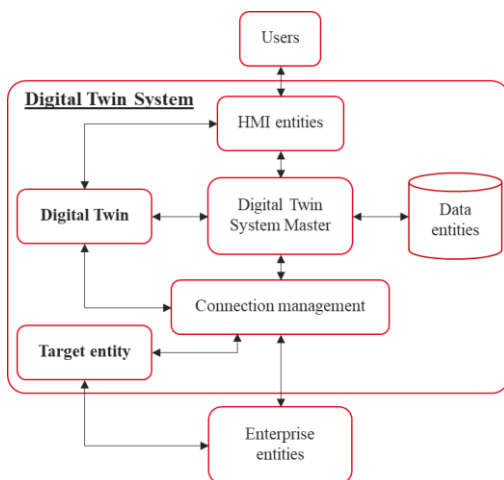 Users
Digital Twin System
HMI entities
Digital Twin
Digital Twin
System Master
Data
entities
Connection management
Target entity
Enterprise
entities